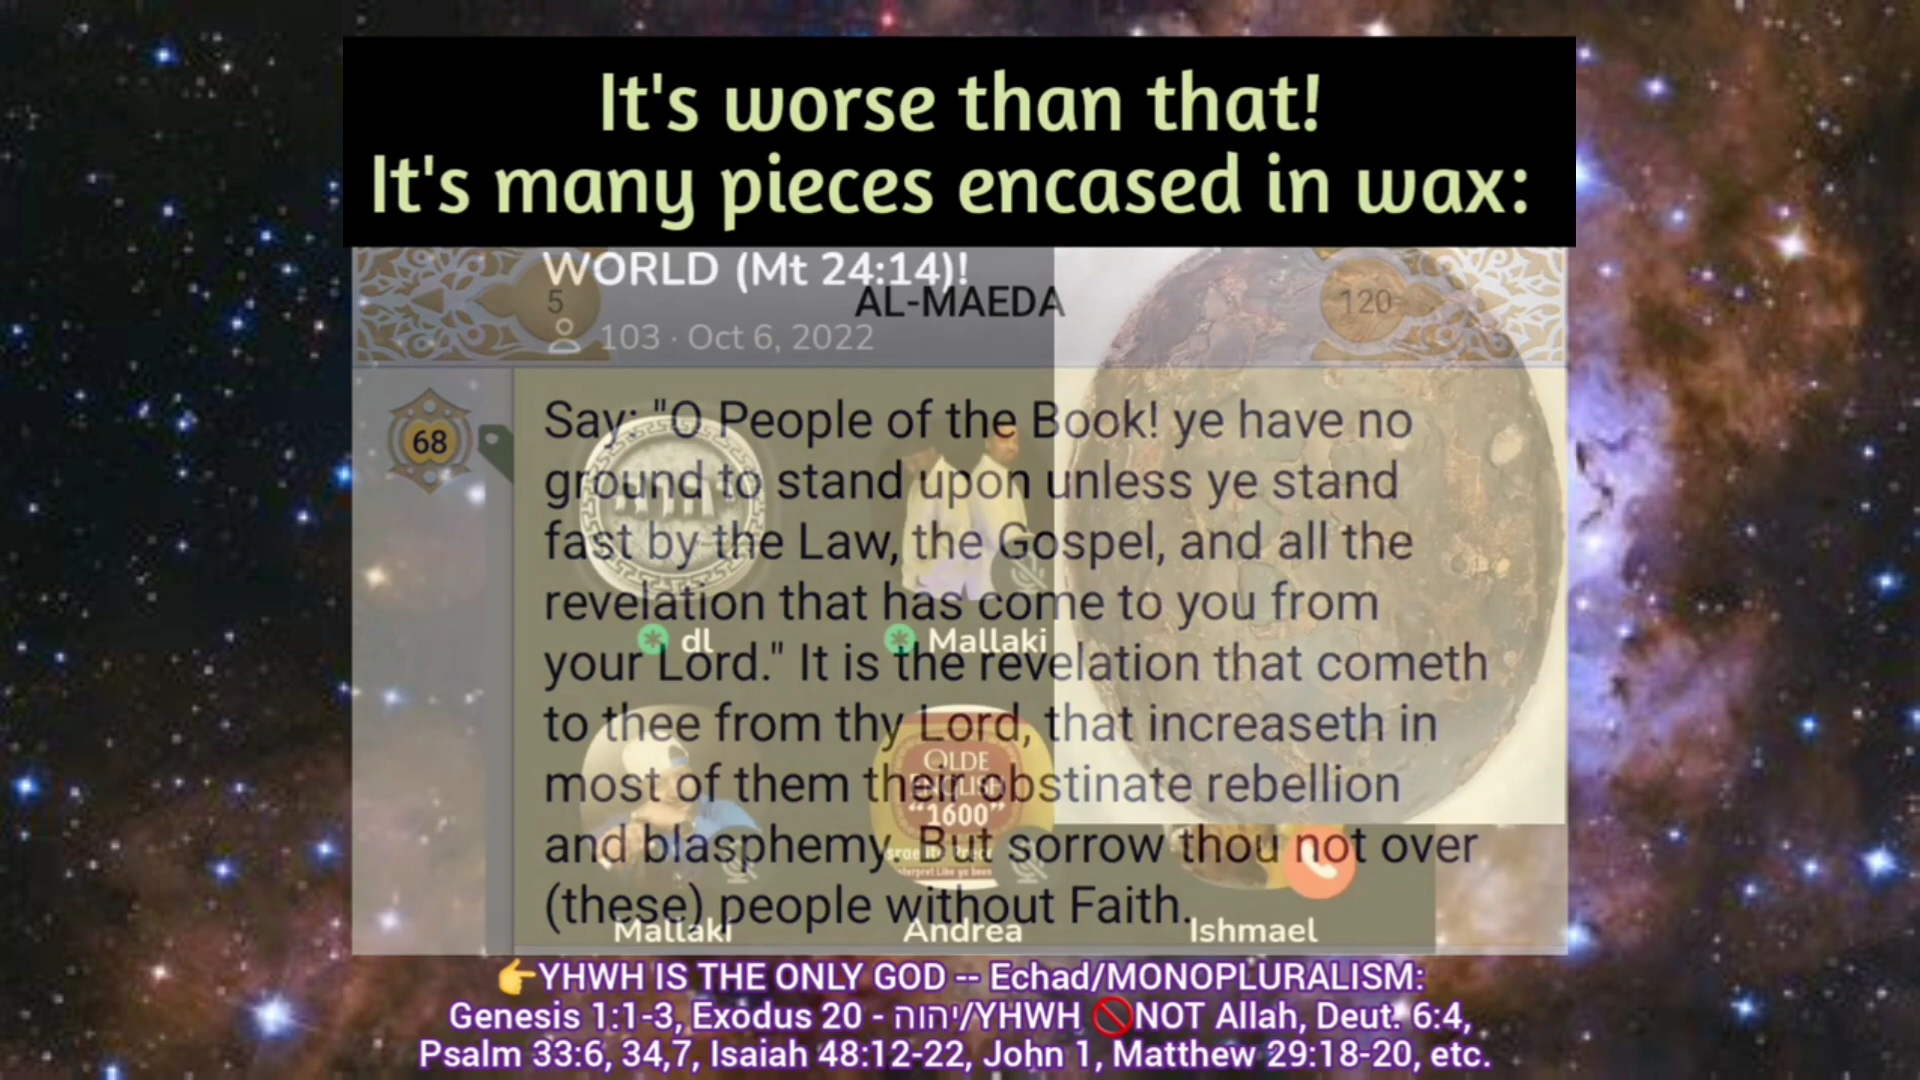 It's worse than that!
It's many pieces encased in wax:
WORLD (Mt 24:14)!
5
AL-MAEDA
120
103 · Oct 6, 2022
68
Say: "O People of the Book! ye have no
ground to stand upon unless ye stand
fast by the Law, the Gospel, and all the
revelation that has come to you from
dl
Mallaki
your Lord." It is the revelation that cometh
to thee from thy Lord, that increaseth in
OLDE
ENGLISH
"1600"
most of them their obstinate rebellion
and blasphemy. But sorrow thou not over
(these) people without Faith.
Mallaki
Andrea
Ishmael
👉YHWH IS THE ONLY GOD -- Echad/MONOPLURALISM:
Genesis 1:1-3, Exodus 20 - יהוה/YHWH 🚫NOT Allah, Deut. 6:4,
Psalm 33:6, 34,7, Isaiah 48:12-22, John 1, Matthew 29:18-20, etc.